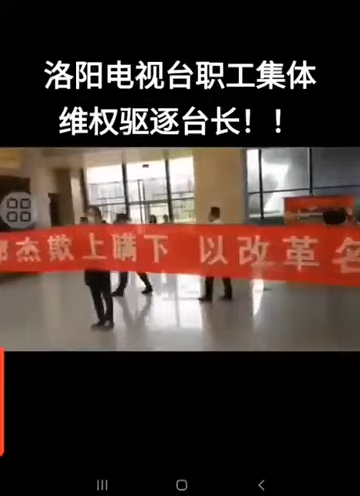 洛阳电视台职工集体
维权驱逐台长！！
杰欺上瞒下 以改革名